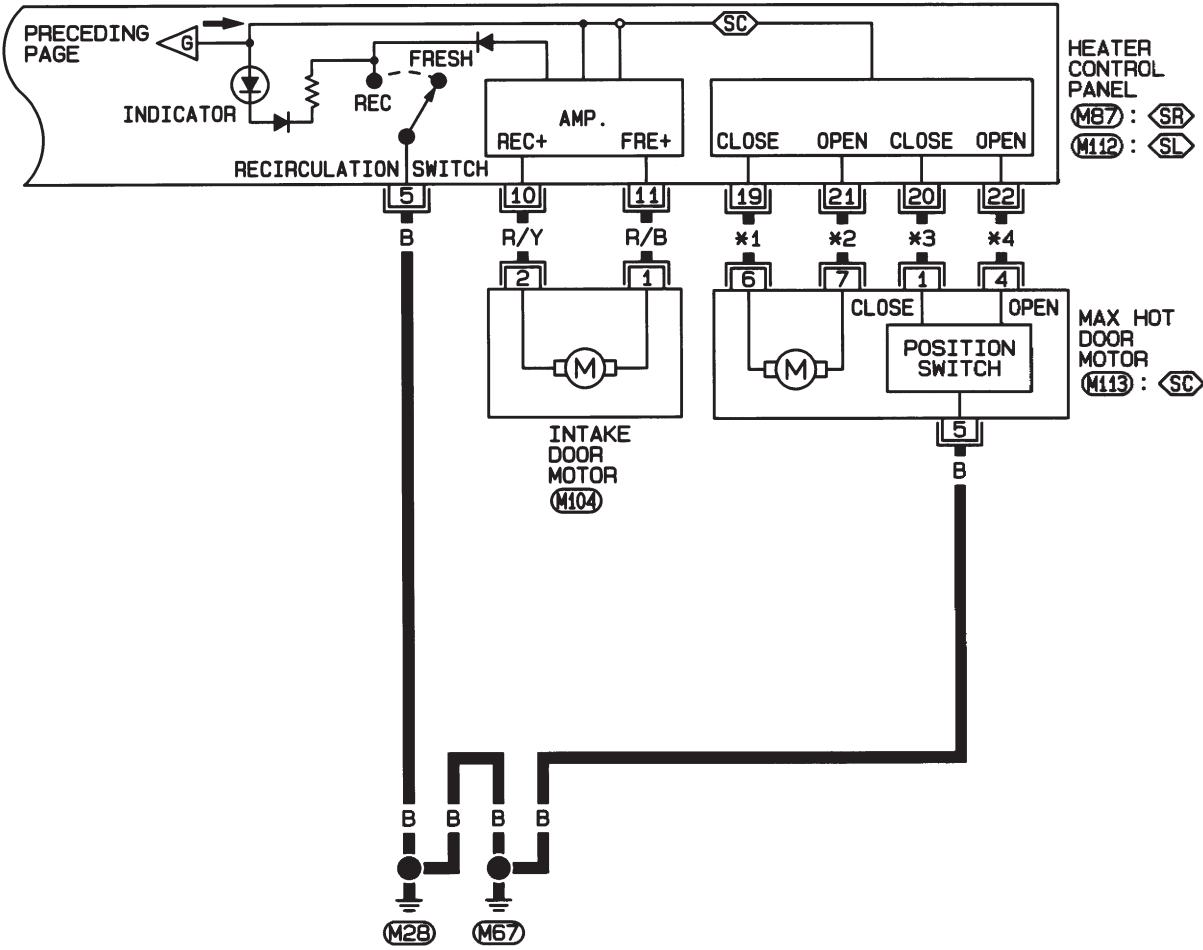 PRECEDING
PAGE
G
SC
HEATER
CONTROL
PANEL
M87 : SR
M112 : SL
INDICATOR
REC
FRESH
AMP.
REC+ FRE+
CLOSE OPEN CLOSE OPEN
RECIRCULATION SWITCH
5 10 11 19 21 20 22
B R/Y R/B *1 *2 *3 *4
2 1 6 7 1 4
CLOSE OPEN
M
M
POSITION
SWITCH
MAX HOT
DOOR
MOTOR
M113 : SC
5
B
INTAKE
DOOR
MOTOR
M104
B B B B
M28 M67